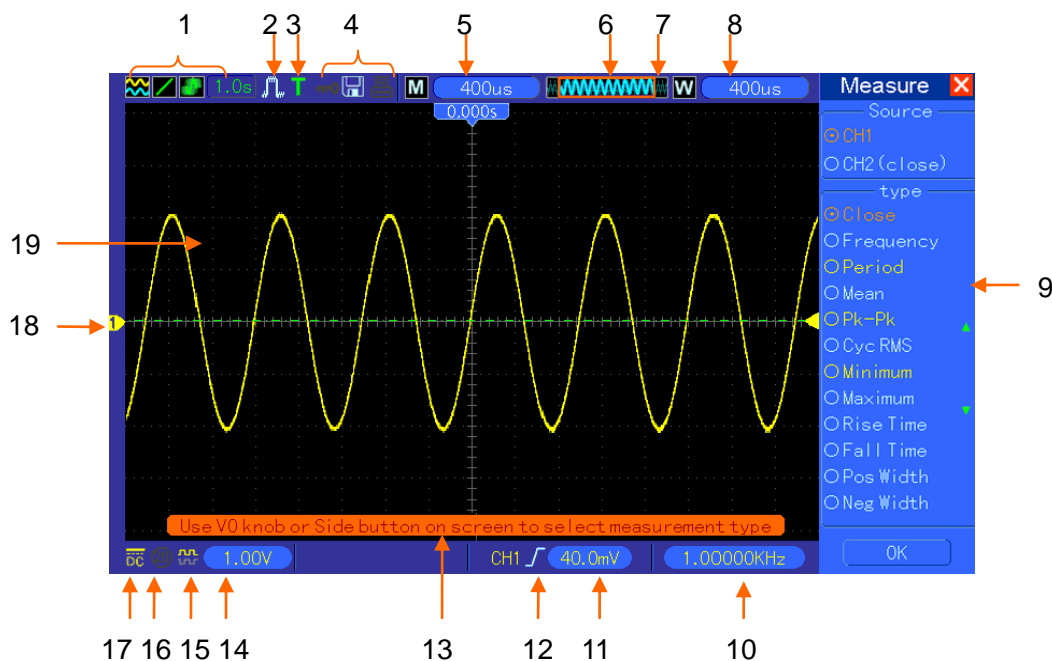 1 2 3 4 5 6 7 8
1.0s T M 400us W 400us Measure X
0.000s
Source
CH1
CH2(close)
type
Close
19
Frequency
Period
9
Mean
18
1
Pk-Pk
Cyc RMS
Minimum
Maximum
Rise Time
Fall Time
Pos Width
Neg Width
Use V0 knob or Side button on screen to select measurement type
DC 1.00V CH1 40.0mV 1.00000KHz OK
17 16 15 14 13 12 11 10